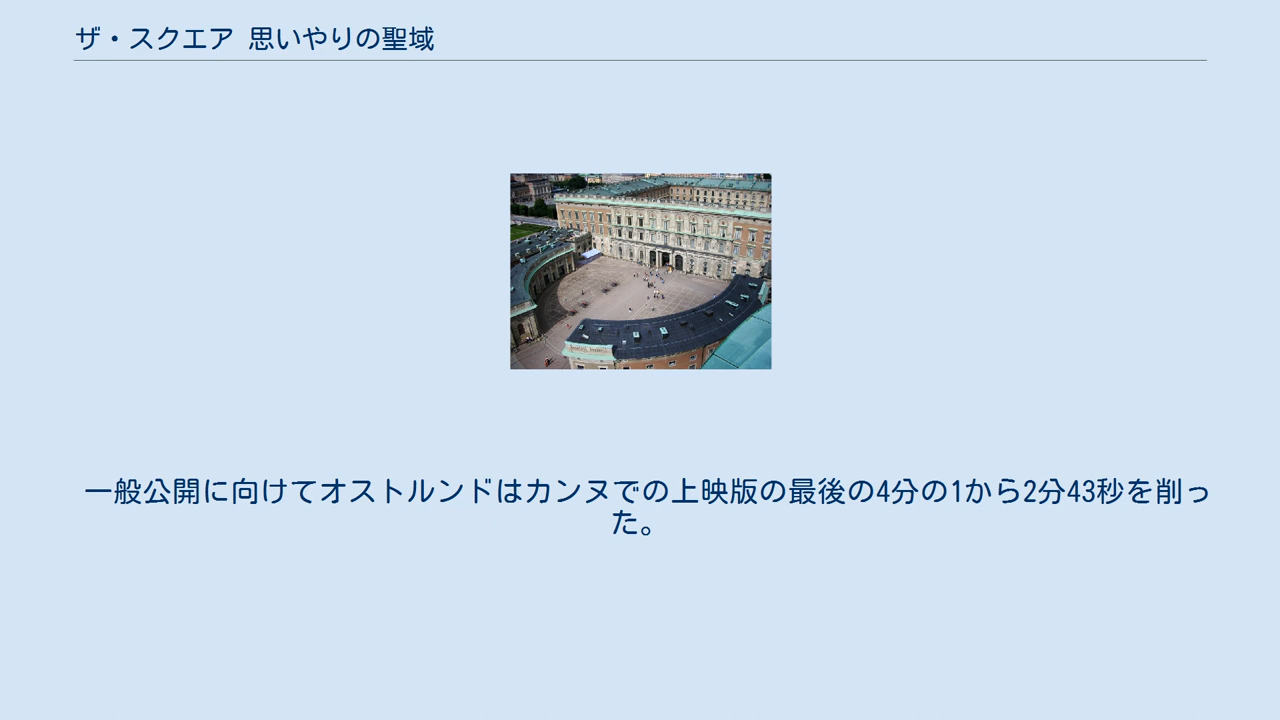 ザ・スクエア 思いやりの聖域
一般公開に向けてオストルンドはカンヌでの上映版の最後の4分の1から2分43秒を削っ
た。